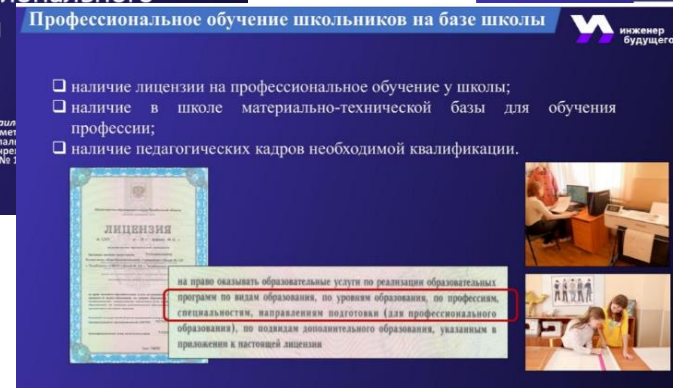 Профессиональное обучение школьников на базе школы
инженер
будущего
❑ наличие лицензии на профессиональное обучение у школы;
❑ наличие в школе материально-технической базы для обучения
профессии;
❑ наличие педагогических кадров необходимой квалификации.
ЛИЦЕНЗИЯ
на право оказывать образовательные услуги по реализации образовательных
программ по видам образования, по уровням образования, по профессиям,
специальностям, направлениям подготовки (для профессионального
образования), по подвидам дополнительного образования, указанным в
приложении к настоящей лицензии